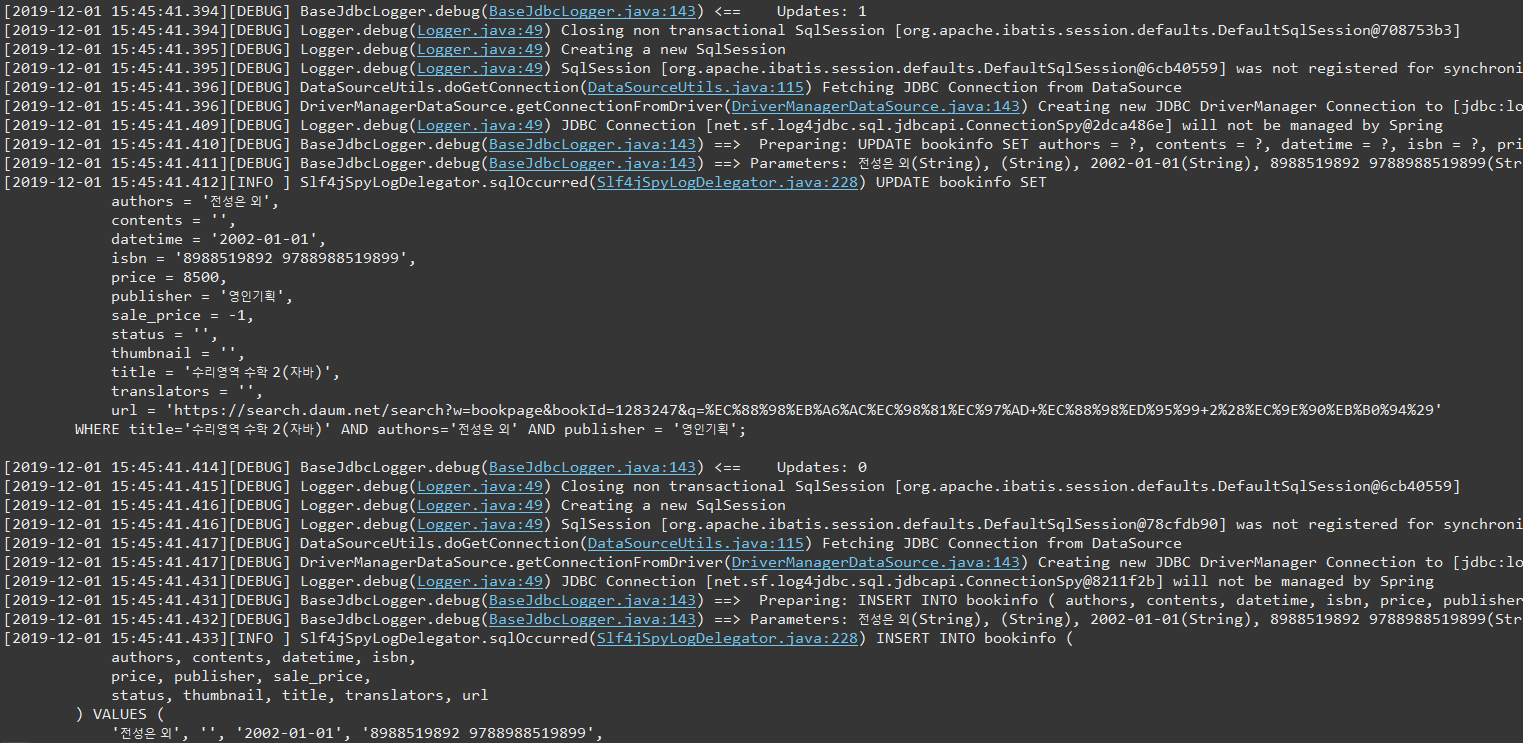 [2019-12-01 15:45:41.394][DEBUG] BaseJdbcLogger.debug(BaseJdbcLogger.java:143) <==    Updates: 1
[2019-12-01 15:45:41.394][DEBUG] Logger.debug(Logger.java:49) Closing non transactional SqlSession [org.apache.ibatis.session.defaults.DefaultSqlSession@708753b3]
[2019-12-01 15:45:41.395][DEBUG] Logger.debug(Logger.java:49) Creating a new SqlSession
[2019-12-01 15:45:41.395][DEBUG] Logger.debug(Logger.java:49) SqlSession [org.apache.ibatis.session.defaults.DefaultSqlSession@6cb40559] was not registered for synchroni
[2019-12-01 15:45:41.396][DEBUG] DataSourceUtils.doGetConnection(DataSourceUtils.java:115) Fetching JDBC Connection from DataSource
[2019-12-01 15:45:41.396][DEBUG] DriverManagerDataSource.getConnectionFromDriver(DriverManagerDataSource.java:143) Creating new JDBC DriverManager Connection to [jdbc:lo
[2019-12-01 15:45:41.409][DEBUG] Logger.debug(Logger.java:49) JDBC Connection [net.sf.log4jdbc.sql.jdbcapi.ConnectionSpy@2dca486e] will not be managed by Spring
[2019-12-01 15:45:41.410][DEBUG] BaseJdbcLogger.debug(BaseJdbcLogger.java:143) ==>  Preparing: UPDATE bookinfo SET authors = ?, contents = ?, datetime = ?, isbn = ?, pri
[2019-12-01 15:45:41.411][DEBUG] BaseJdbcLogger.debug(BaseJdbcLogger.java:143) ==> Parameters: 전성은 외(String), (String), 2002-01-01(String), 8988519892 9788988519899(Str
[2019-12-01 15:45:41.412][INFO ] Slf4jSpyLogDelegator.sqlOccurred(Slf4jSpyLogDelegator.java:228) UPDATE bookinfo SET
authors = '전성은 외',
contents = '',
datetime = '2002-01-01',
isbn = '8988519892 9788988519899',
price = 8500,
publisher = '영인기획',
sale_price = -1,
status = '',
thumbnail = '',
title = '수리영역 수학 2(자바)',
translators = '',
url = 'https://search.daum.net/search?w=bookpage&bookId=1283247&q=%EC%88%98%EB%A6%AC%EC%98%81%EC%97%AD+%EC%88%98%ED%95%99+2%28%EC%9E%90%EB%B0%94%29'
WHERE title='수리영역 수학 2(자바)' AND authors='전성은 외' AND publisher = '영인기획';
[2019-12-01 15:45:41.414][DEBUG] BaseJdbcLogger.debug(BaseJdbcLogger.java:143) <==    Updates: 0
[2019-12-01 15:45:41.415][DEBUG] Logger.debug(Logger.java:49) Closing non transactional SqlSession [org.apache.ibatis.session.defaults.DefaultSqlSession@6cb40559]
[2019-12-01 15:45:41.416][DEBUG] Logger.debug(Logger.java:49) Creating a new SqlSession
[2019-12-01 15:45:41.416][DEBUG] Logger.debug(Logger.java:49) SqlSession [org.apache.ibatis.session.defaults.DefaultSqlSession@78cfdb90] was not registered for synchroni
[2019-12-01 15:45:41.417][DEBUG] DataSourceUtils.doGetConnection(DataSourceUtils.java:115) Fetching JDBC Connection from DataSource
[2019-12-01 15:45:41.417][DEBUG] DriverManagerDataSource.getConnectionFromDriver(DriverManagerDataSource.java:143) Creating new JDBC DriverManager Connection to [jdbc:lo
[2019-12-01 15:45:41.431][DEBUG] Logger.debug(Logger.java:49) JDBC Connection [net.sf.log4jdbc.sql.jdbcapi.ConnectionSpy@8211f2b] will not be managed by Spring
[2019-12-01 15:45:41.431][DEBUG] BaseJdbcLogger.debug(BaseJdbcLogger.java:143) ==>  Preparing: INSERT INTO bookinfo ( authors, contents, datetime, isbn, price, publisher
[2019-12-01 15:45:41.432][DEBUG] BaseJdbcLogger.debug(BaseJdbcLogger.java:143) ==> Parameters: 전성은 외(String), (String), 2002-01-01(String), 8988519892 9788988519899(Str
[2019-12-01 15:45:41.433][INFO ] Slf4jSpyLogDelegator.sqlOccurred(Slf4jSpyLogDelegator.java:228) INSERT INTO bookinfo (
authors, contents, datetime, isbn,
price, publisher, sale_price,
status, thumbnail, title, translators, url
) VALUES (
'전성은 외', '', '2002-01-01', '8988519892 9788988519899',